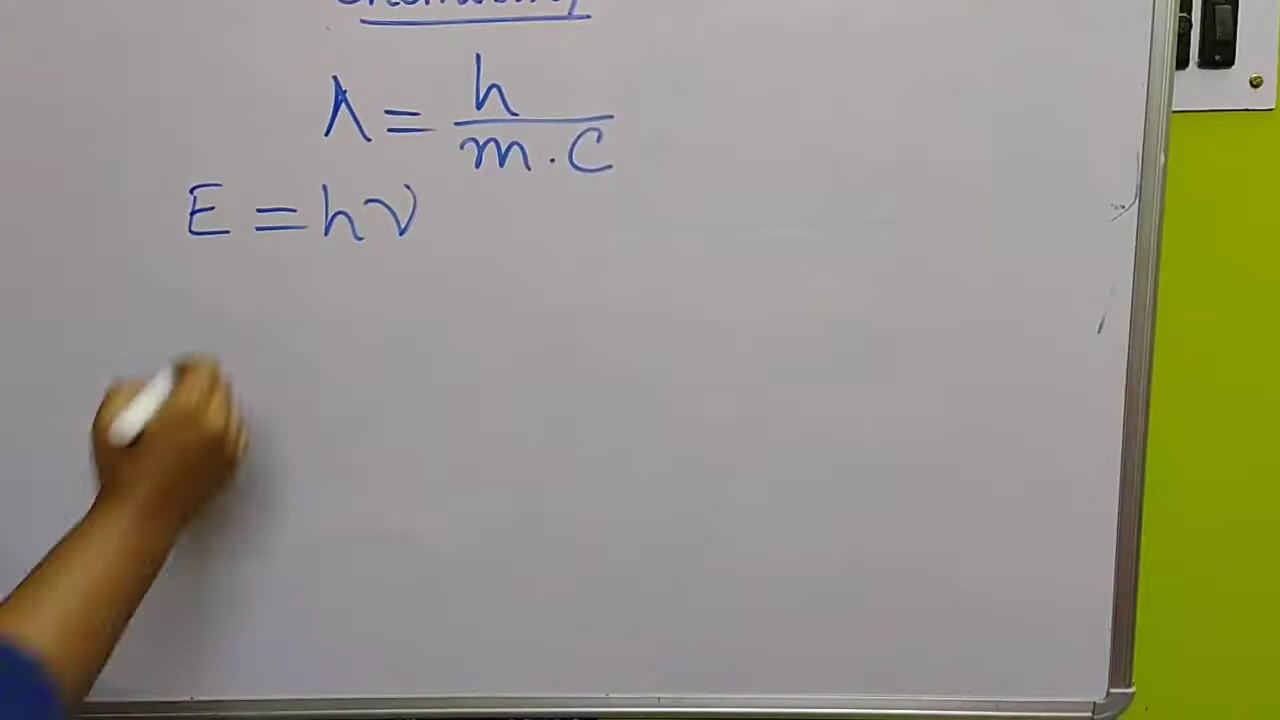 λ = h / m . C
E = hν